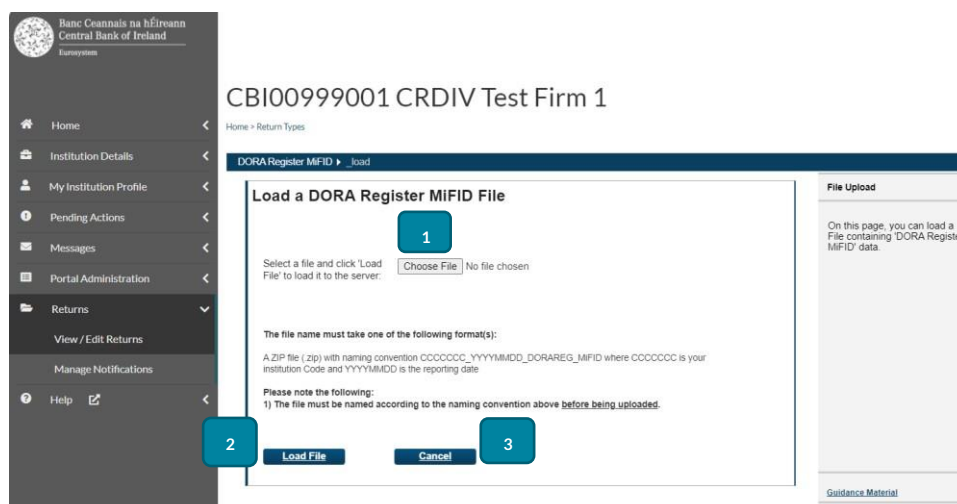 Banc Ceannais na hÉireann
Central Bank of Ireland
Eurosystem
Home
Institution Details
My Institution Profile
Pending Actions
Messages
Portal Administration
Returns
View / Edit Returns
Manage Notifications
Help
CBI00999001 CRDIV Test Firm 1
Home > Return Types
DORA Register MiFID ▸ _load
Load a DORA Register MiFID File
1
Select a file and click 'Load
File' to load it to the server:
Choose File No file chosen
The file name must take one of the following format(s):
A ZIP file (.zip) with naming convention CCCCCCC_YYYYMMDD_DORAREG_MIFID where CCCCCCC is your
institution Code and YYYYMMDD is the reporting date
Please note the following:
1) The file must be named according to the naming convention above before being uploaded.
2
Load File
Cancel
3
File Upload
On this page, you can load a
File containing 'DORA Registe
MiFID' data.
Guidance Material